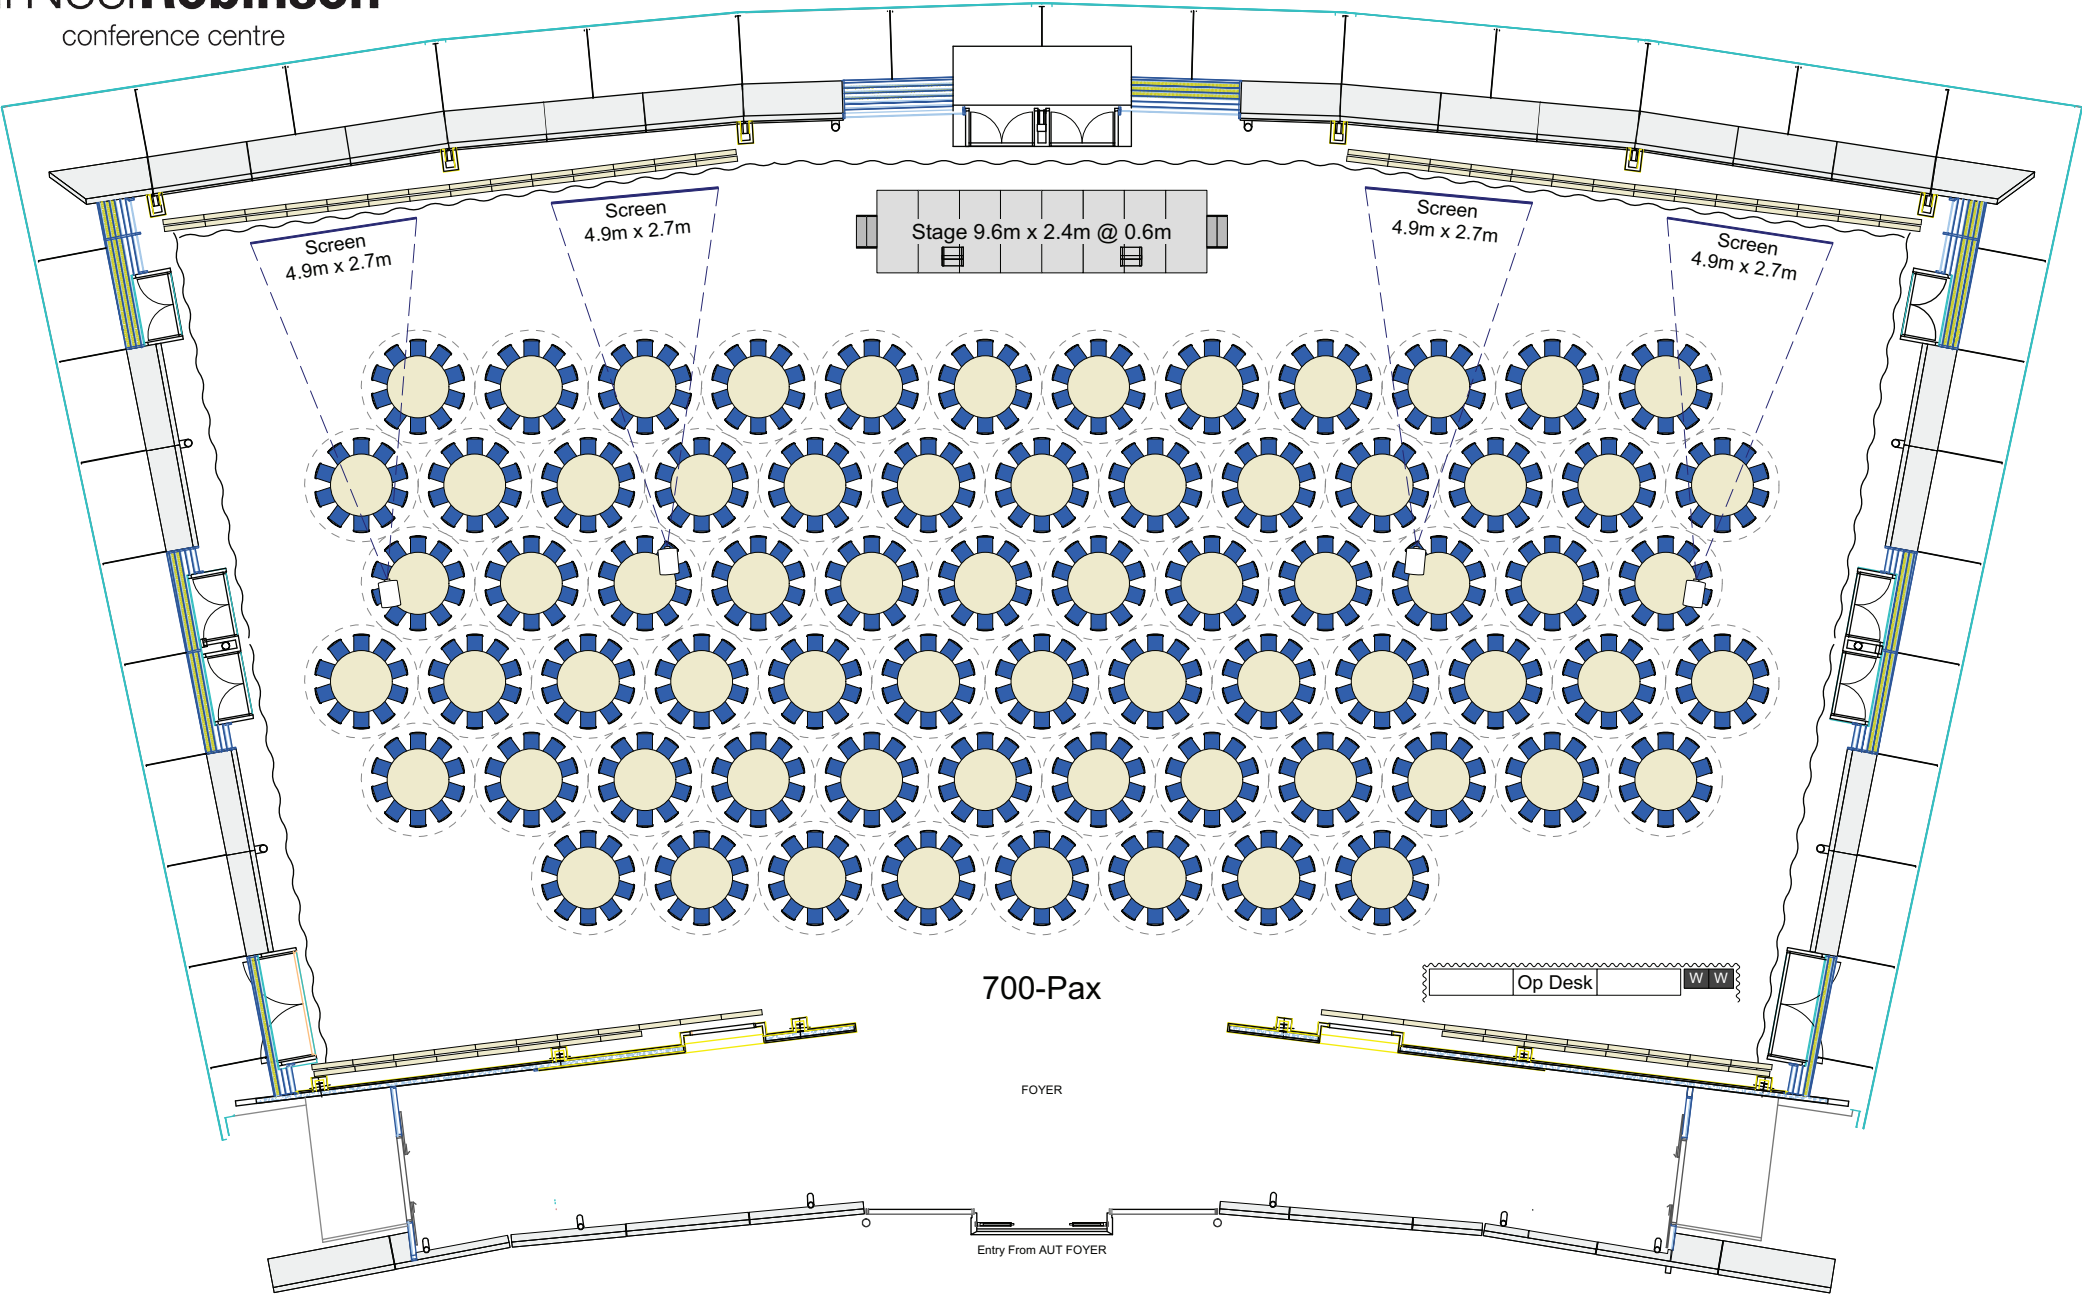 Robinson
conference centre
Screen
4.9m x 2.7m
Screen
4.9m x 2.7m
Stage 9.6m x 2.4m @ 0.6m
Screen
4.9m x 2.7m
Screen
4.9m x 2.7m
700-Pax
Op Desk
W W
FOYER
Entry From AUT FOYER